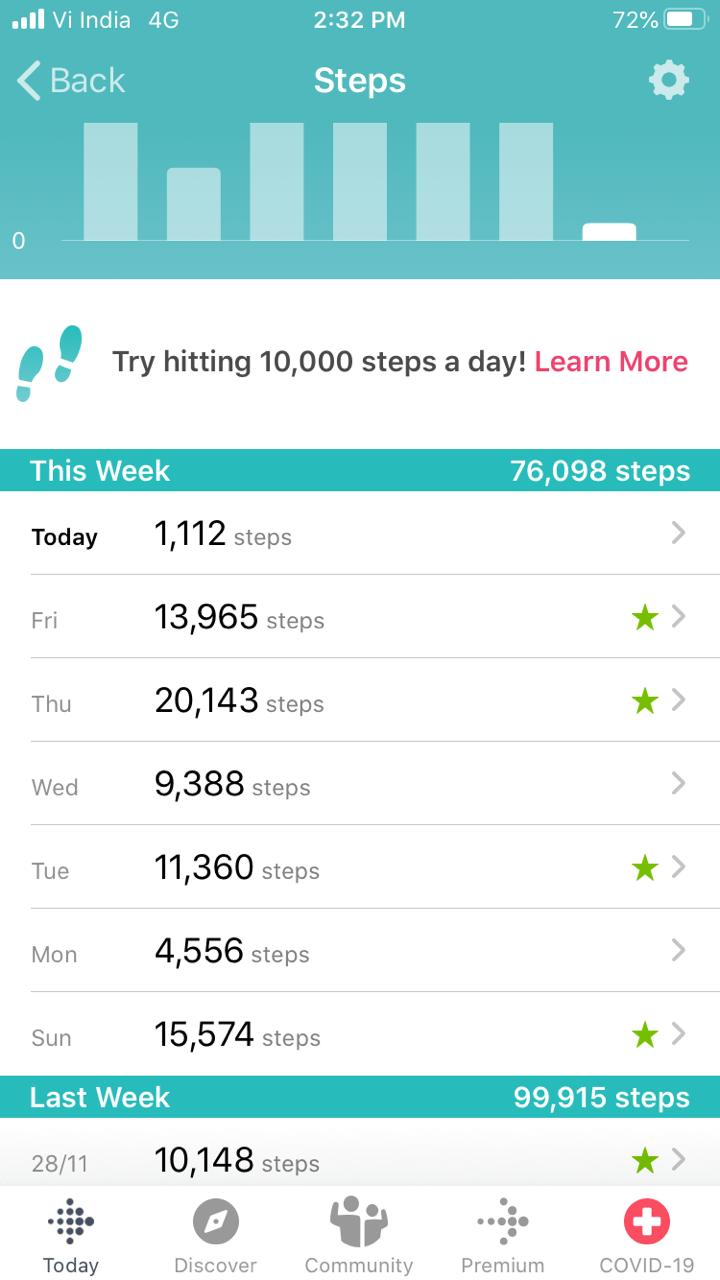 Vi India 4G 2:32 PM 72%
Back Steps
0
Try hitting 10,000 steps a day! Learn More
This Week 76,098 steps
Today 1,112 steps
Fri 13,965 steps
Thu 20,143 steps
Wed 9,388 steps
Tue 11,360 steps
Mon 4,556 steps
Sun 15,574 steps
Last Week 99,915 steps
28/11 10,148 steps
Today Discover Community Premium COVID-19